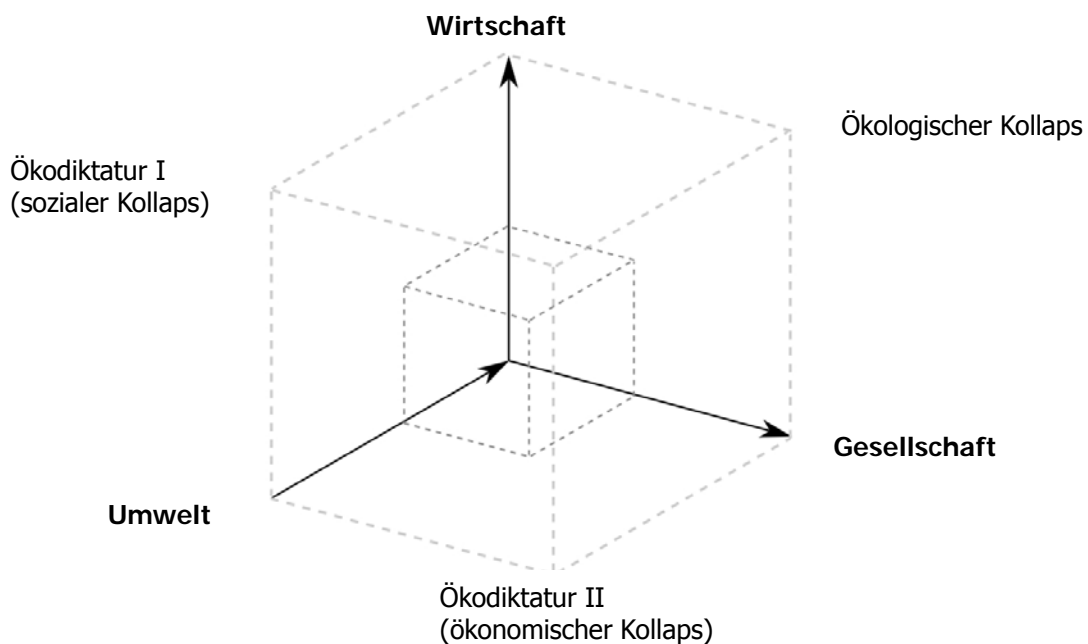 Wirtschaft
Ökologischer Kollaps
Ökodiktatur I
(sozialer Kollaps)
Gesellschaft
Umwelt
Ökodiktatur II
(ökonomischer Kollaps)